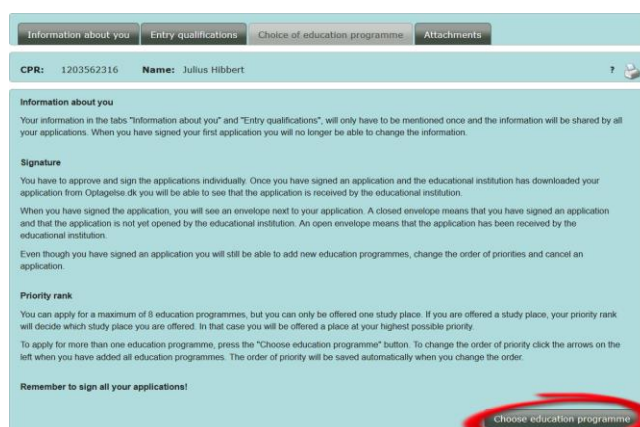 Information about you Entry qualifications Choice of education programme Attachments
CPR: 1203562316 Name: Julius Hibbert ?
Information about you
Your information in the tabs "Information about you" and "Entry qualifications", will only have to be mentioned once and the information will be shared by all
your applications. When you have signed your first application you will no longer be able to change the information.
Signature
You have to approve and sign the applications individually. Once you have signed an application and the educational institution has downloaded your
application from Optagelse.dk you will be able to see that the application is received by the educational institution.
When you have signed the application, you will see an envelope next to your application. A closed envelope means that you have signed an application
and that the application is not yet opened by the educational institution. An open envelope means that the application has been received by the
educational institution.
Even though you have signed an application you will still be able to add new education programmes, change the order of priorities and cancel an
application.
Priority rank
You can apply for a maximum of 8 education programmes, but you can only be offered one study place. If you are offered a study place, your priority rank
will decide which study place you are offered. In that case you will be offered a place at your highest possible priority.
To apply for more than one education programme, press the "Choose education programme" button. To change the order of priority click the arrows on the
left when you have added all education programmes. The order of priority will be saved automatically when you change the order.
Remember to sign all your applications!
Choose education programme